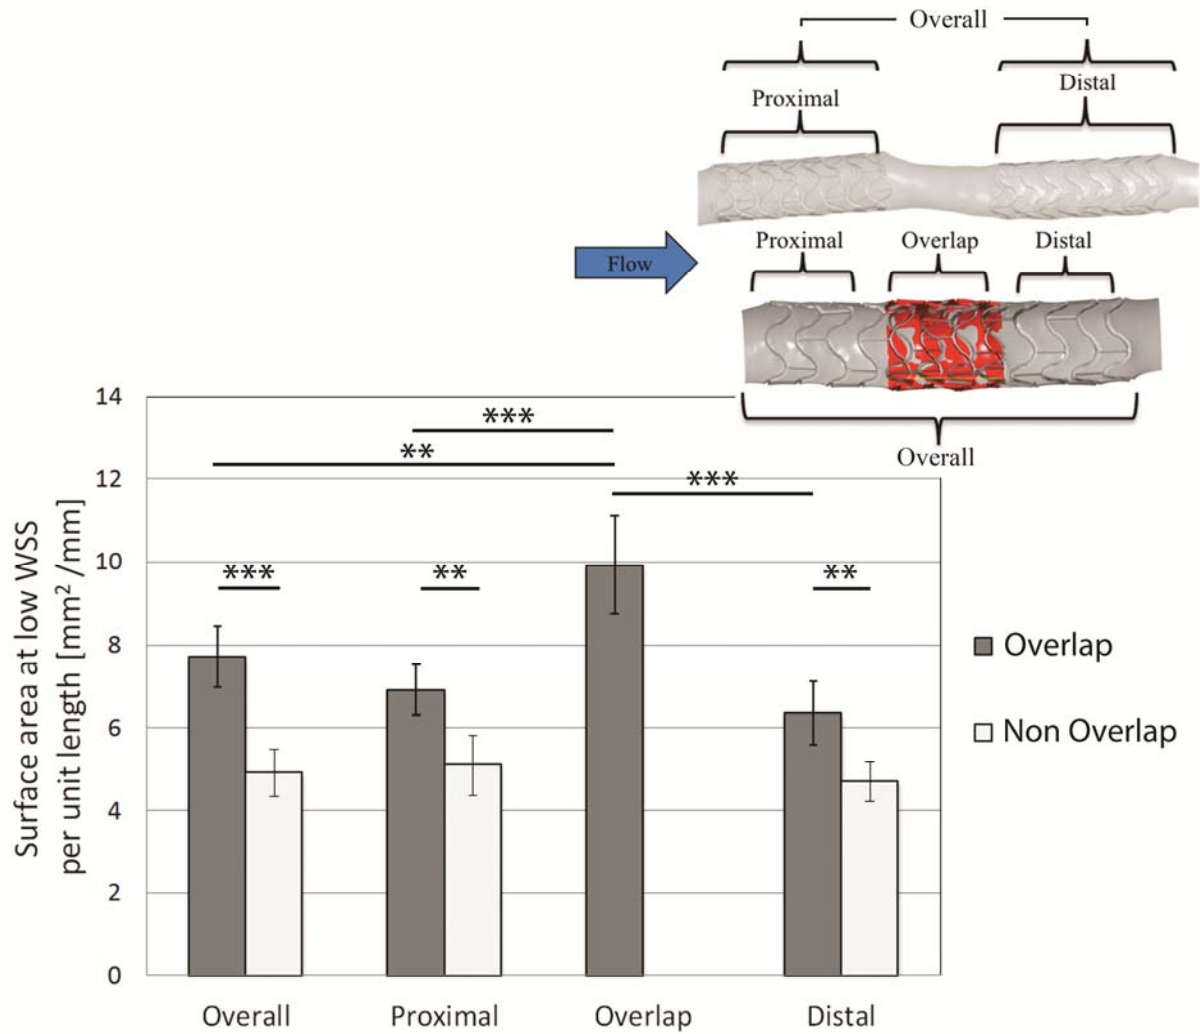 Overall
Distal
Proximal
Proximal Overlap Distal
Flow
Overall
14
12
10
8
6
4
2
0
Surface area at low WSS
per unit length [mm² /mm]
***
**
***
***
**
**
Overlap
Non Overlap
Overall Proximal Overlap Distal